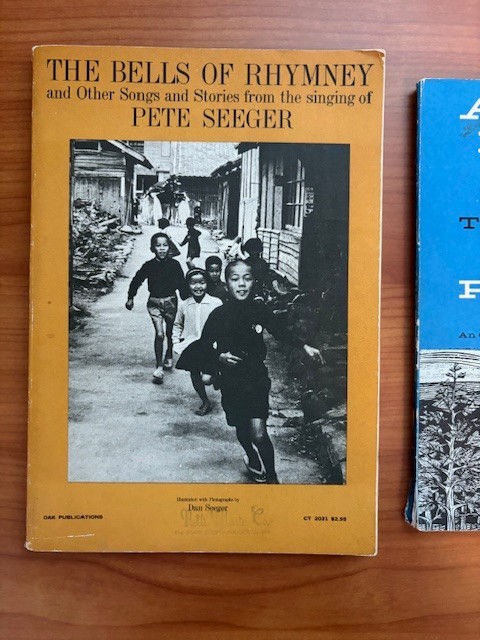 THE BELLS OF RHYMNEY
and Other Songs and Stories from the singing of
PETE SEEGER
Illustrated with Photographs by
Dan Seeger
OAK PUBLICATIONS
CT 2031 $2.95
A
T
An